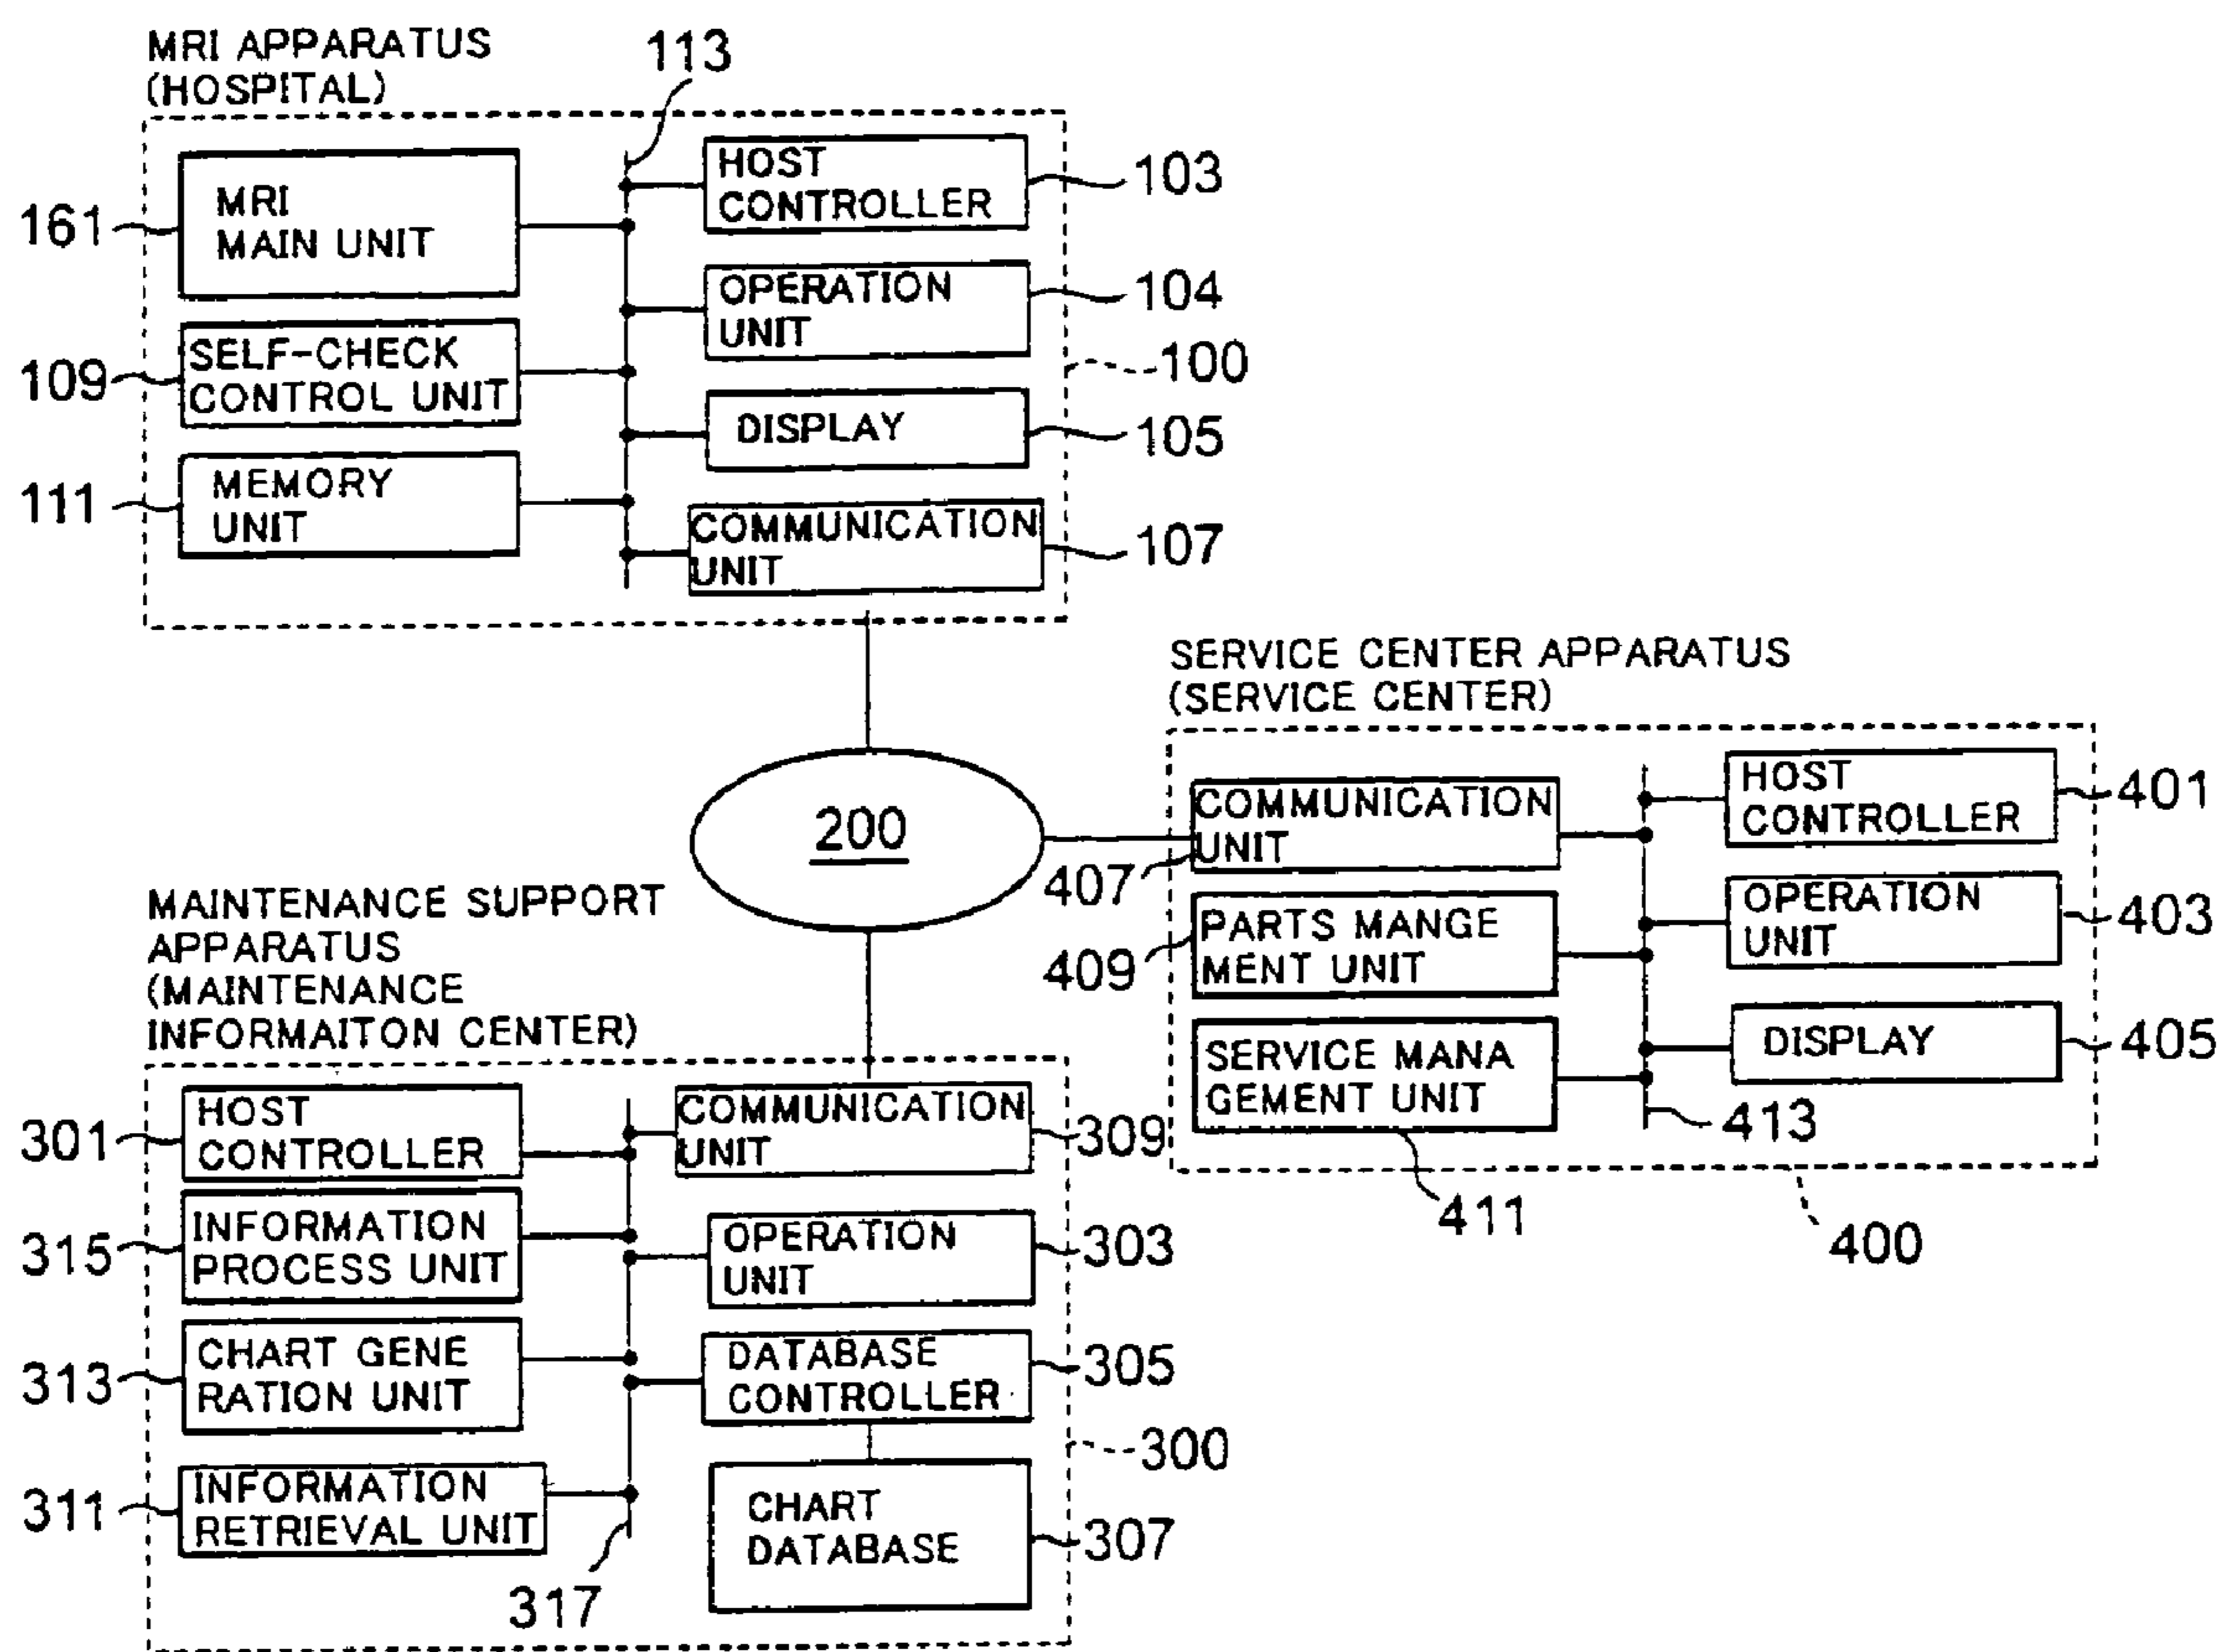 MRI APPARATUS
(HOSPITAL)
113
MRI
MAIN UNIT
161
HOST
CONTROLLER
103
OPERATION
UNIT
104
SELF-CHECK
CONTROL UNIT
109
100
DISPLAY
105
MEMORY
UNIT
111
COMMUNICATION
UNIT
107
200
SERVICE CENTER APPARATUS
(SERVICE CENTER)
COMMUNICATION
UNIT
407
HOST
CONTROLLER
401
PARTS MANGE
MENT UNIT
409
OPERATION
UNIT
403
SERVICE MANA
GEMENT UNIT
411
DISPLAY
405
413
400
MAINTENANCE SUPPORT
APPARATUS
(MAINTENANCE
INFORMAITON CENTER)
HOST
CONTROLLER
301
COMMUNICATION
UNIT
309
INFORMATION
PROCESS UNIT
315
OPERATION
UNIT
303
CHART GENE
RATION UNIT
313
DATABASE
CONTROLLER
305
300
INFORMATION
RETRIEVAL UNIT
311
CHART
DATABASE
307
317